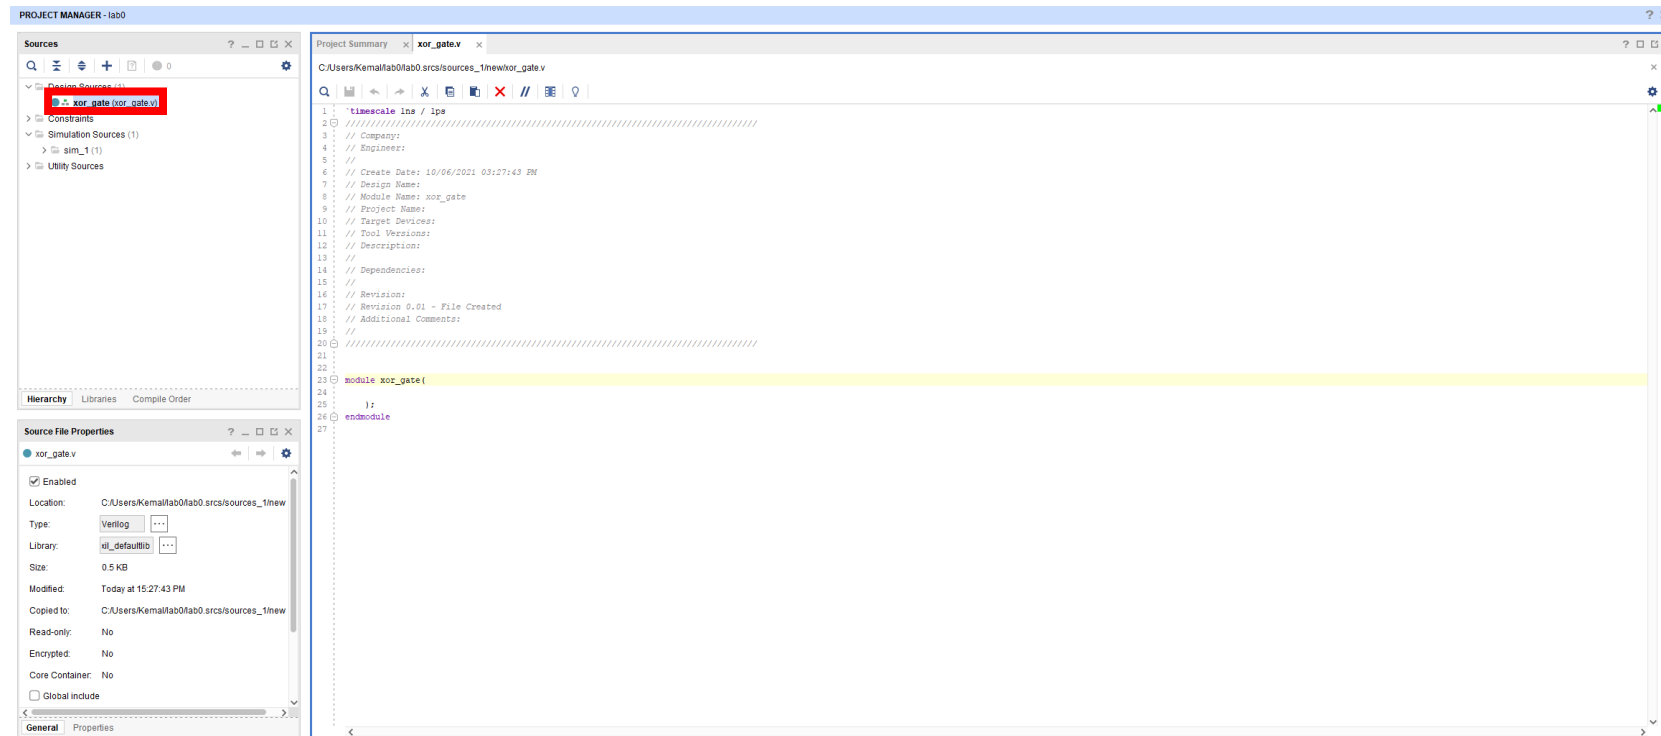 PROJECT MANAGER - lab0
?
Sources
? _
0
Design Sources (1)
xor_gate (xor_gate.v)
Constraints
Simulation Sources (1)
sim_1 (1)
Utility Sources
Hierarchy Libraries Compile Order
Source File Properties
? _
xor_gate.v
Enabled
Location: C:/Users/Kemal/lab0/lab0.srcs/sources_1/new
Type: Verilog ...
Library: xil_defaultlib ...
Size: 0.5 KB
Modified: Today at 15:27:43 PM
Copied to: C:/Users/Kemal/lab0/lab0.srcs/sources_1/new
Read-only: No
Encrypted: No
Core Container: No
Global include
General Properties
Project Summary × xor_gate.v ×
?
C:/Users/Kemal/lab0/lab0.srcs/sources_1/new/xor_gate.v
1 `timescale 1ns / 1ps
2 //////////////////////////////////////////////////////////////////////////////////
3 // Company:
4 // Engineer:
5 //
6 // Create Date: 10/06/2021 03:27:43 PM
7 // Design Name:
8 // Module Name: xor_gate
9 // Project Name:
10 // Target Devices:
11 // Tool Versions:
12 // Description:
13 //
14 // Dependencies:
15 //
16 // Revision:
17 // Revision 0.01 - File Created
18 // Additional Comments:
19 //
20 //////////////////////////////////////////////////////////////////////////////////
21
22
23 module xor_gate(
24
25 );
26 endmodule
27